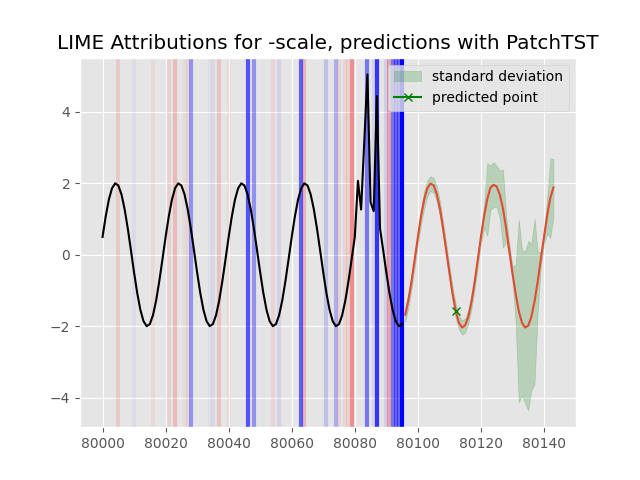 LIME Attributions for -scale, predictions with PatchTST
standard deviation
predicted point
4
2
0
−2
−4
80000 80020 80040 80060 80080 80100 80120 80140